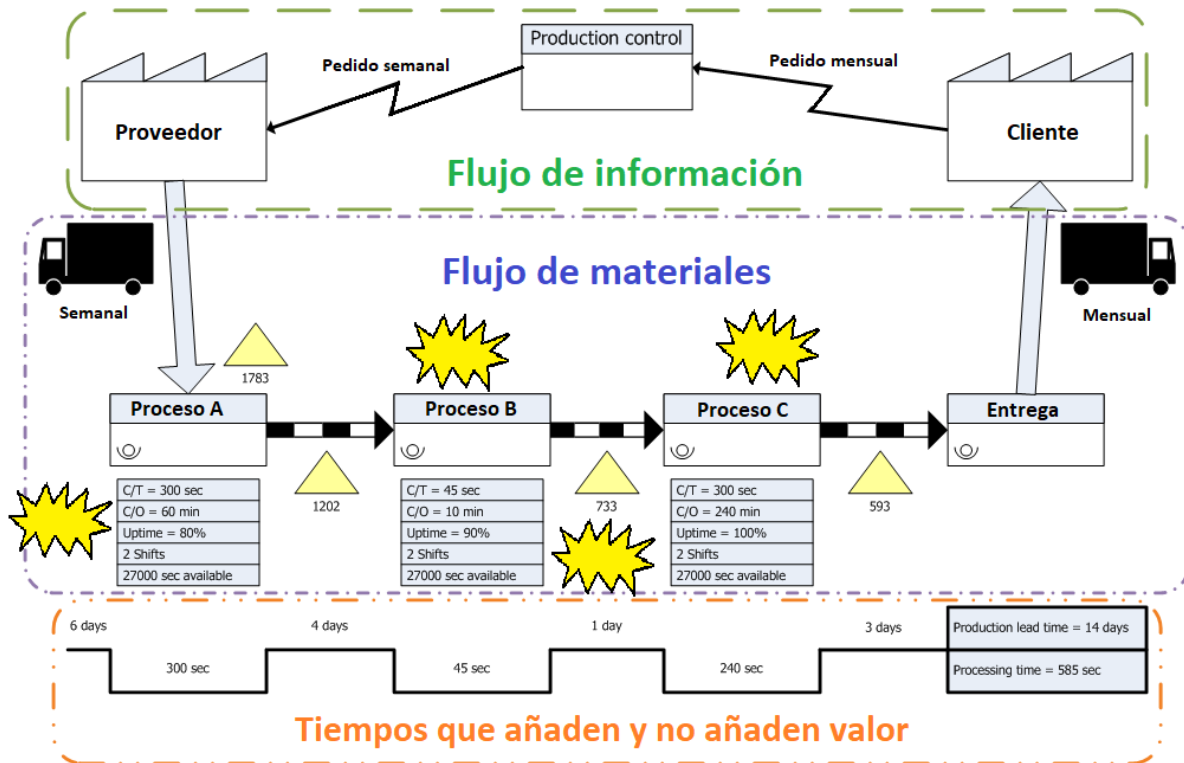 Production control
Pedido semanal
Pedido mensual
Proveedor
Cliente
Flujo de información
Flujo de materiales
Semanal
Mensual
1783
Proceso A
Proceso B
Proceso C
Entrega
1202
733
593
C/T = 300 sec
C/O = 60 min
Uptime = 80%
2 Shifts
27000 sec available
C/T = 45 sec
C/O = 10 min
Uptime = 90%
2 Shifts
27000 sec available
C/T = 300 sec
C/O = 240 min
Uptime = 100%
2 Shifts
27000 sec available
6 days
4 days
1 day
3 days
Production lead time = 14 days
300 sec
45 sec
240 sec
Processing time = 585 sec
Tiempos que añaden y no añaden valor